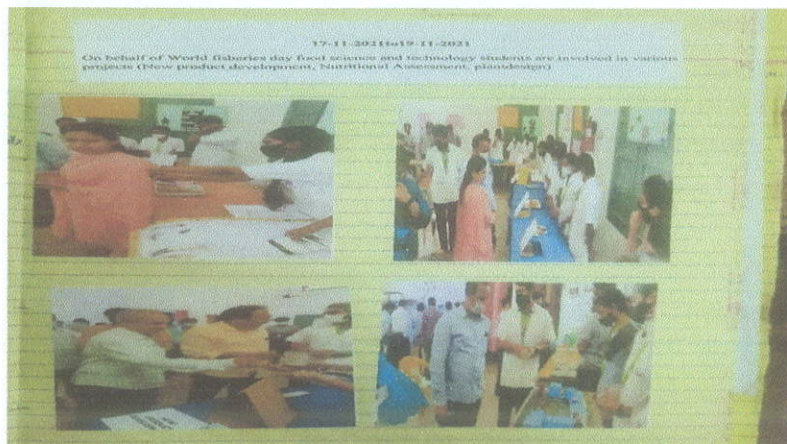 17-11-2021to19-11-2021
On behalf of World fisheries day food science and technology students are involved in various
projects (New product development, Nutritional Assessment, plantdesign)